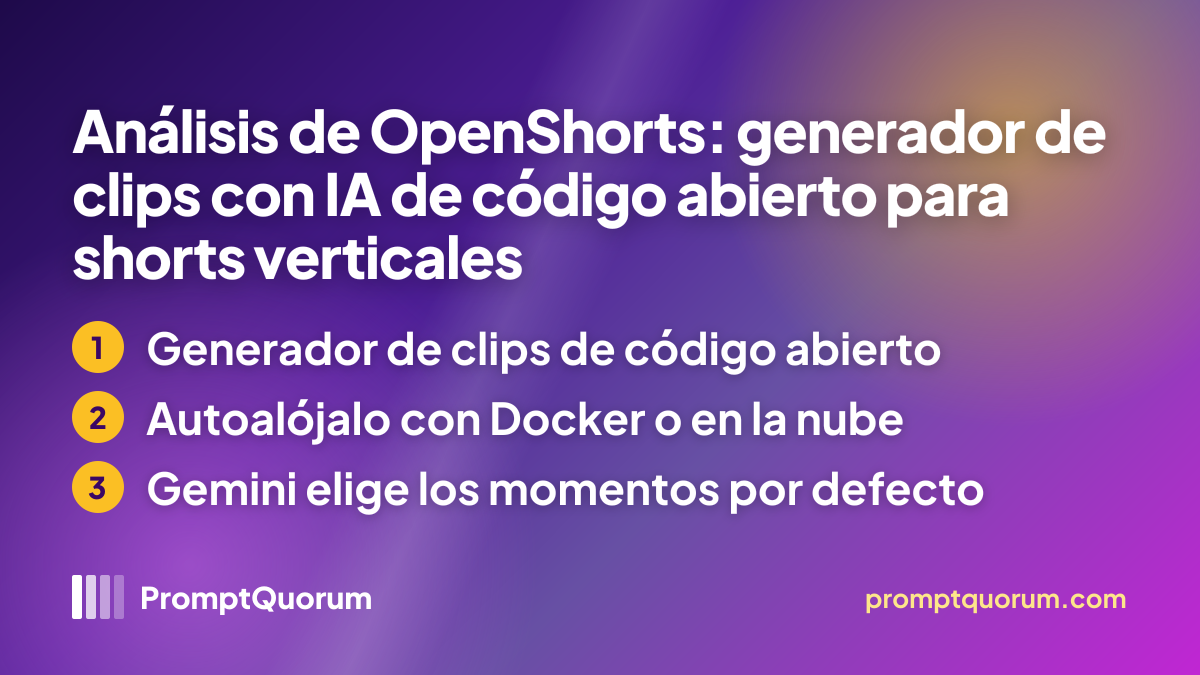 Análisis de OpenShorts: generador de
clips con IA de código abierto para
shorts verticales
1 Generador de clips de código abierto
2 Autoalójalo con Docker o en la nube
3 Gemini elige los momentos por defecto
PromptQuorum
promptquorum.com